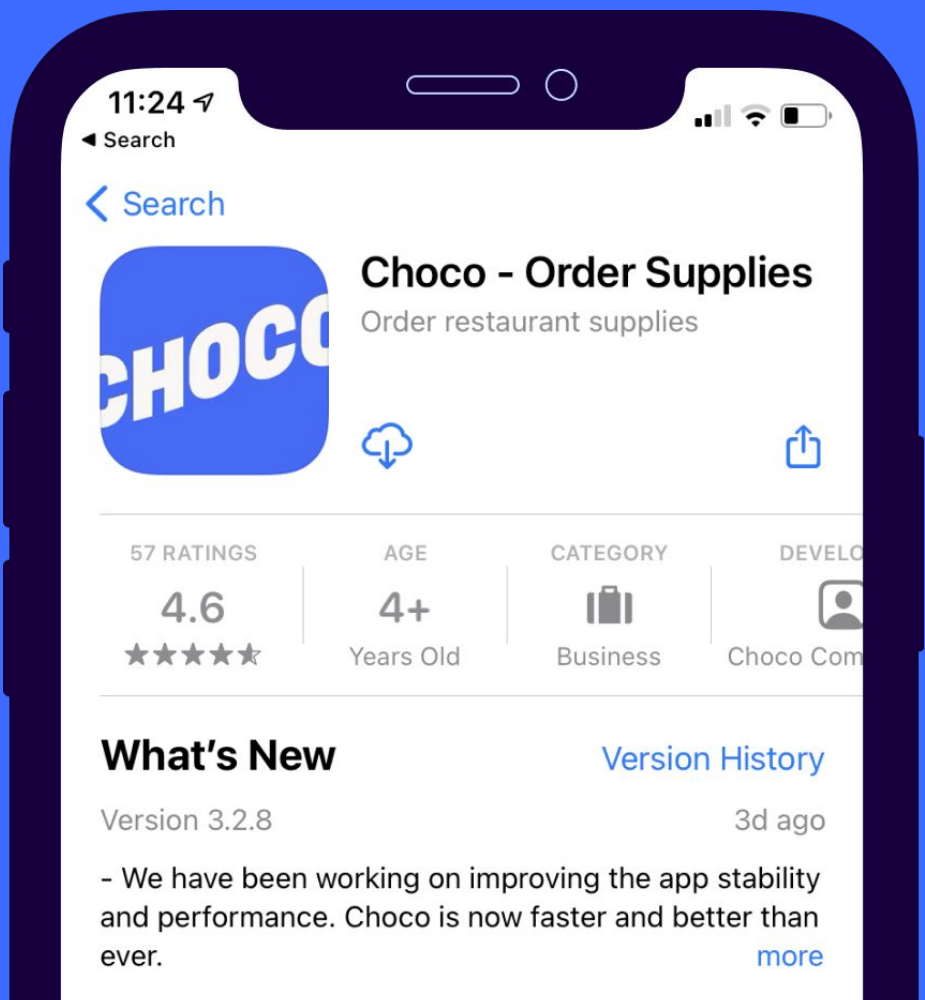 11:24
Search
Search
CHOCO
Choco - Order Supplies
Order restaurant supplies
57 RATINGS
4.6
AGE
4+
Years Old
CATEGORY
Business
DEVELO
Choco Com
What's New
Version History
Version 3.2.8
3d ago
- We have been working on improving the app stability
and performance. Choco is now faster and better than
ever.
more